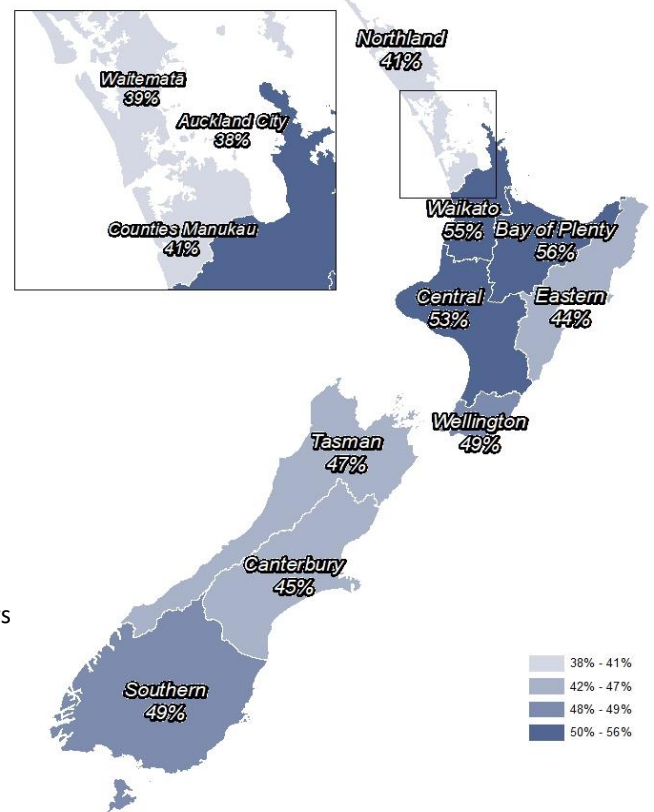 Northland
41%
Waitematā
39%
Auckland City
38%
Counties Manukau
41%
Waikato
55%
Bay of Plenty
56%
Central
53%
Eastern
44%
Wellington
49%
Tasman
47%
Canterbury
45%
Southern
49%
rs
38% - 41%
42% - 47%
48% - 49%
50% - 56%